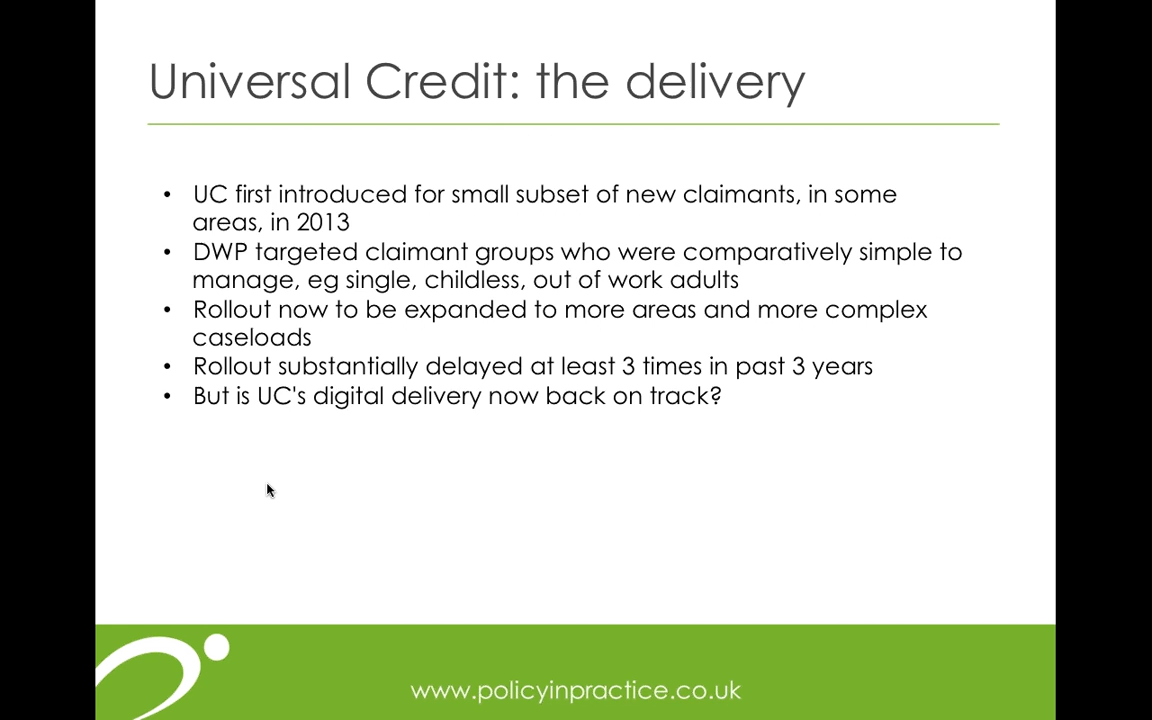 Universal Credit: the delivery
• UC first introduced for small subset of new claimants, in some
areas, in 2013
• DWP targeted claimant groups who were comparatively simple to
manage, eg single, childless, out of work adults
• Rollout now to be expanded to more areas and more complex
caseloads
• Rollout substantially delayed at least 3 times in past 3 years
• But is UC's digital delivery now back on track?
www.policyinpractice.co.uk